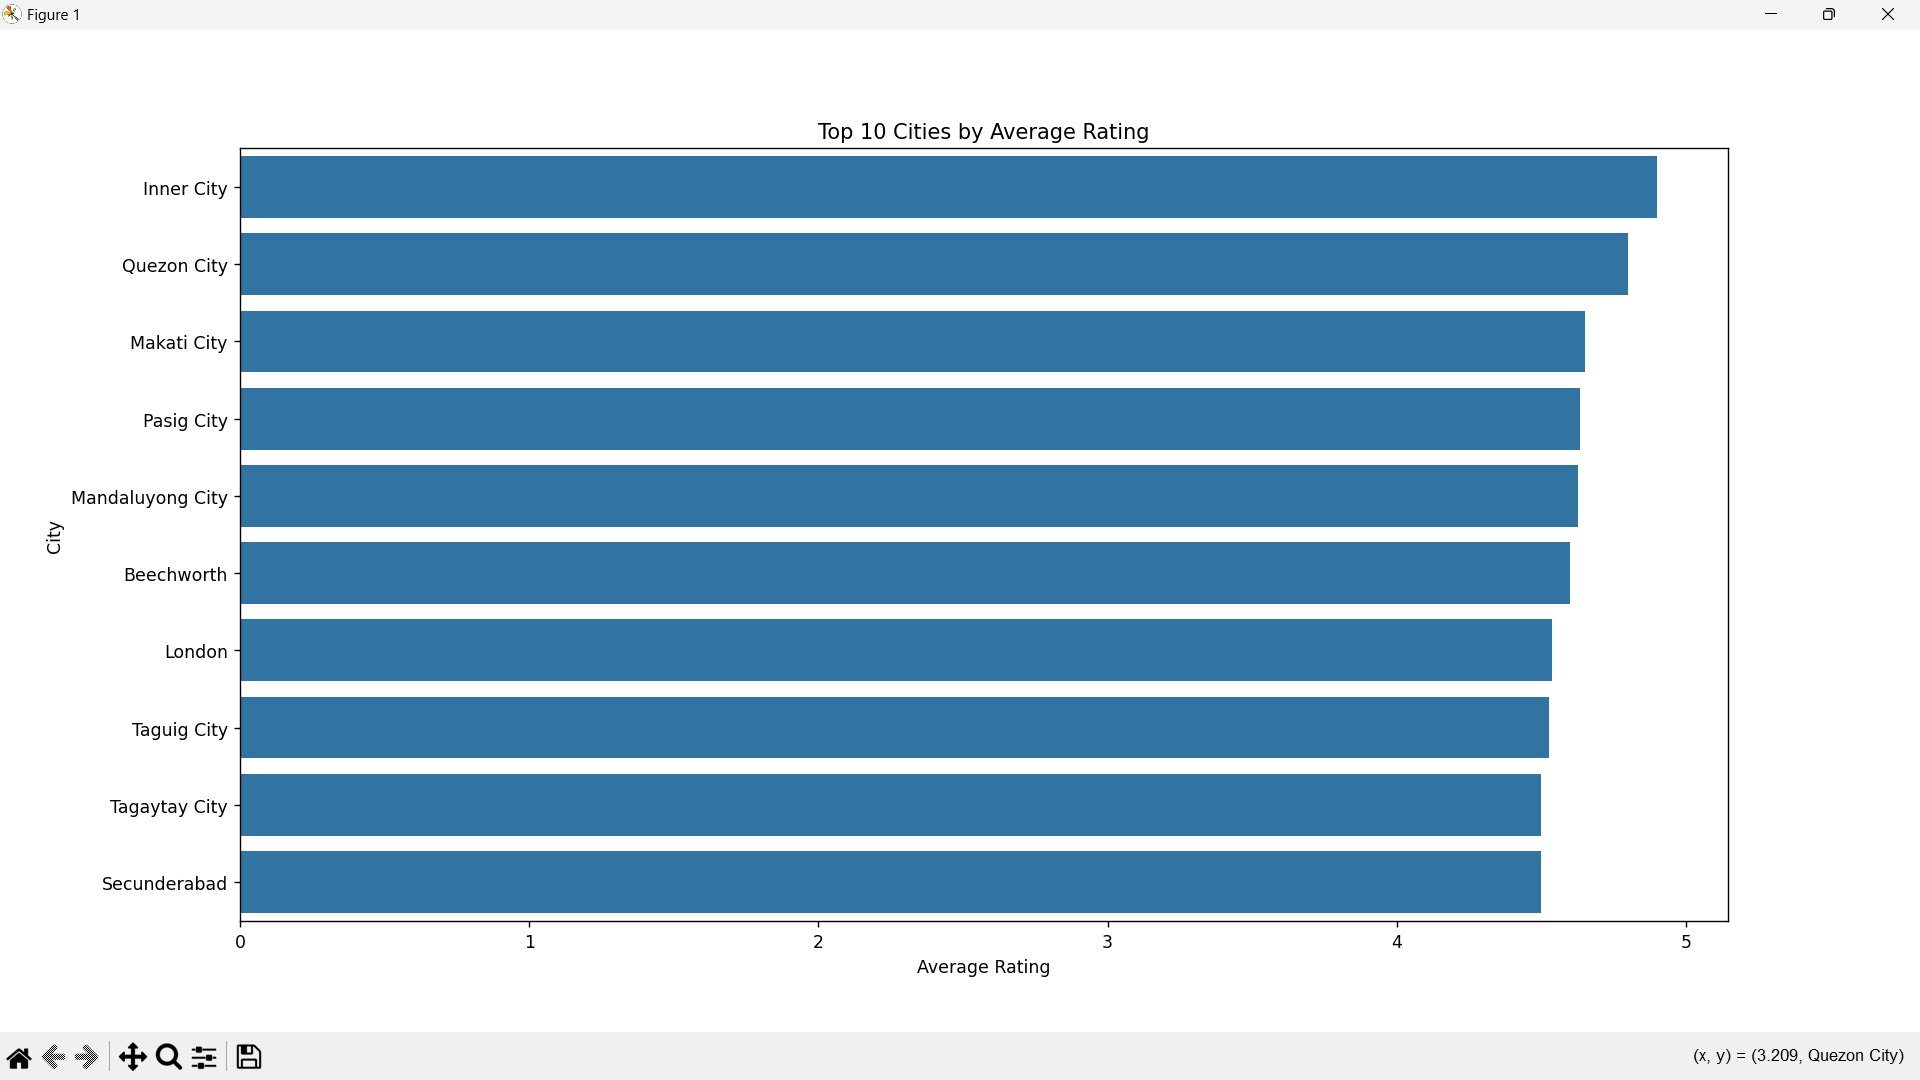 Figure 1
Top 10 Cities by Average Rating
Inner City
Quezon City
Makati City
Pasig City
Mandaluyong City
Beechworth
London
Taguig City
Tagaytay City
Secunderabad
City
0 1 2 3 4 5
Average Rating
(x, y) = (3.209, Quezon City)